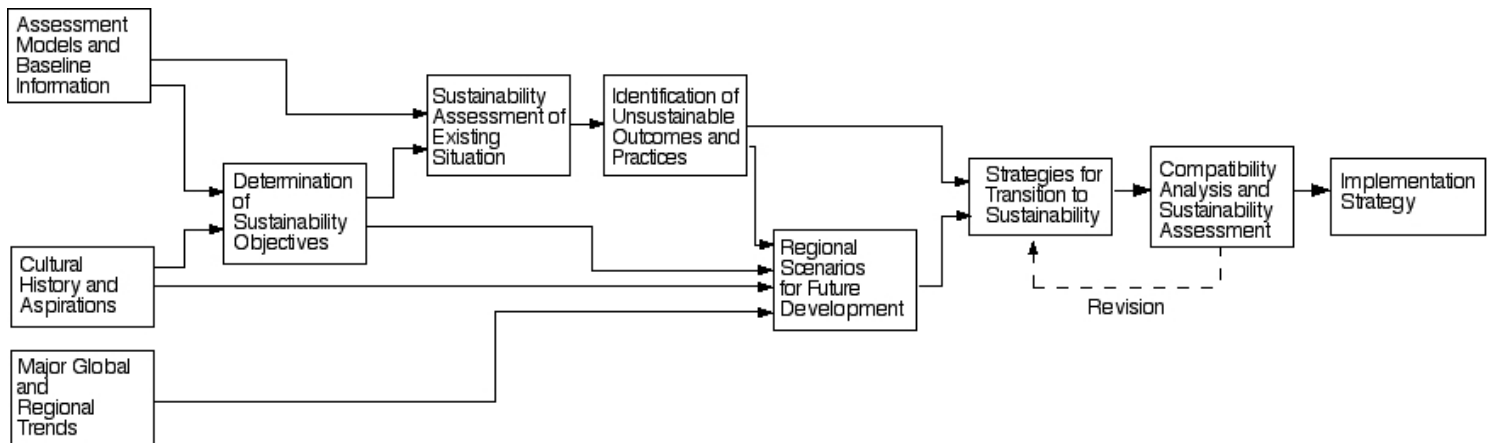 Assessment
Models and
Baseline
Information
Sustainability
Assessment of
Existing
Situation
Identification of
Unsustainable
Outcomes and
Practices
Determination
of
Sustainability
Objectives
Strategies for
Transition to
Sustainability
Compatibility
Analysis and
Sustainability
Assessment
Implementation
Strategy
Cultural
History and
Aspirations
Regional
Scenarios
for Future
Development
Revision
Major Global
and
Regional
Trends